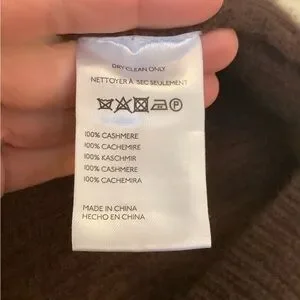 DRY CLEAN ONLY
NETTOYER À SEC SEULEMENT
P
100% CASHMERE
100% CACHEMIRE
100% KASCHMIR
100% CASHMERE
100% CACHEMIRA
MADE IN CHINA
HECHO EN CHINA